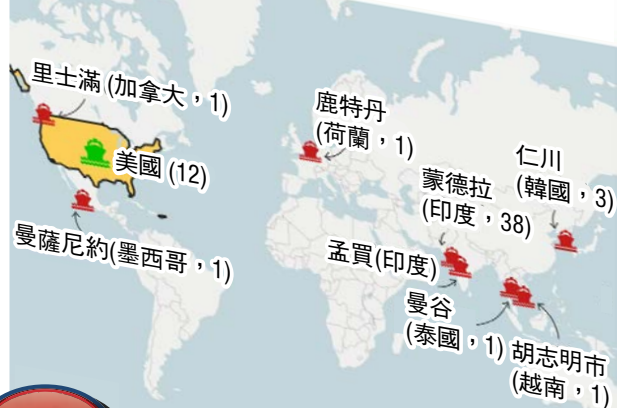 里士滿(加拿大，1)
美國(12)
曼薩尼約(墨西哥，1)
鹿特丹
(荷蘭，1)
蒙德拉
(印度，38)
仁川
(韓國，3)
孟買(印度)
曼谷
(泰國，1)
胡志明市
(越南，1)